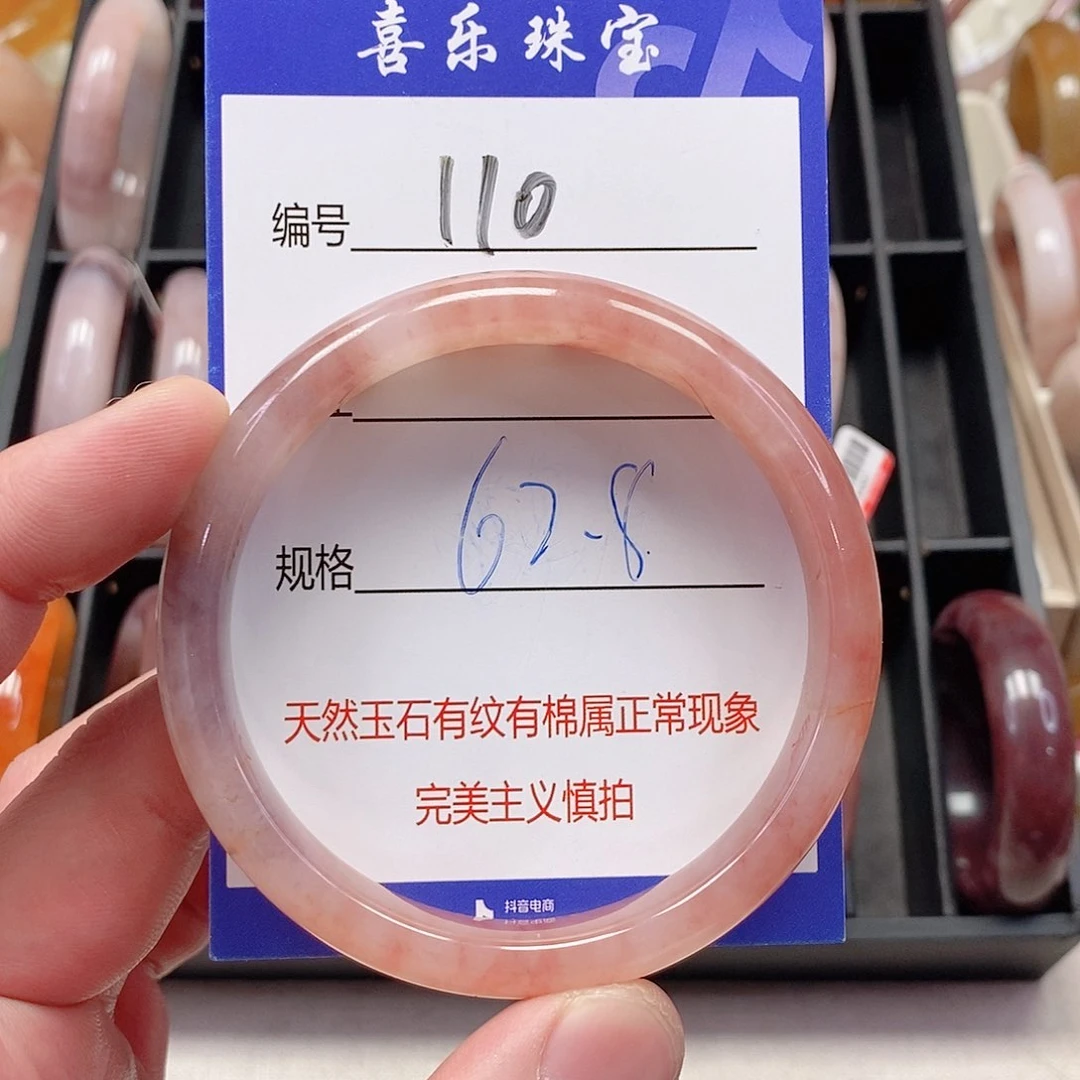 喜乐珠宝
编号 110
规格 62-8
天然玉石有纹有棉属正常现象
完美主义慎拍
抖音电商